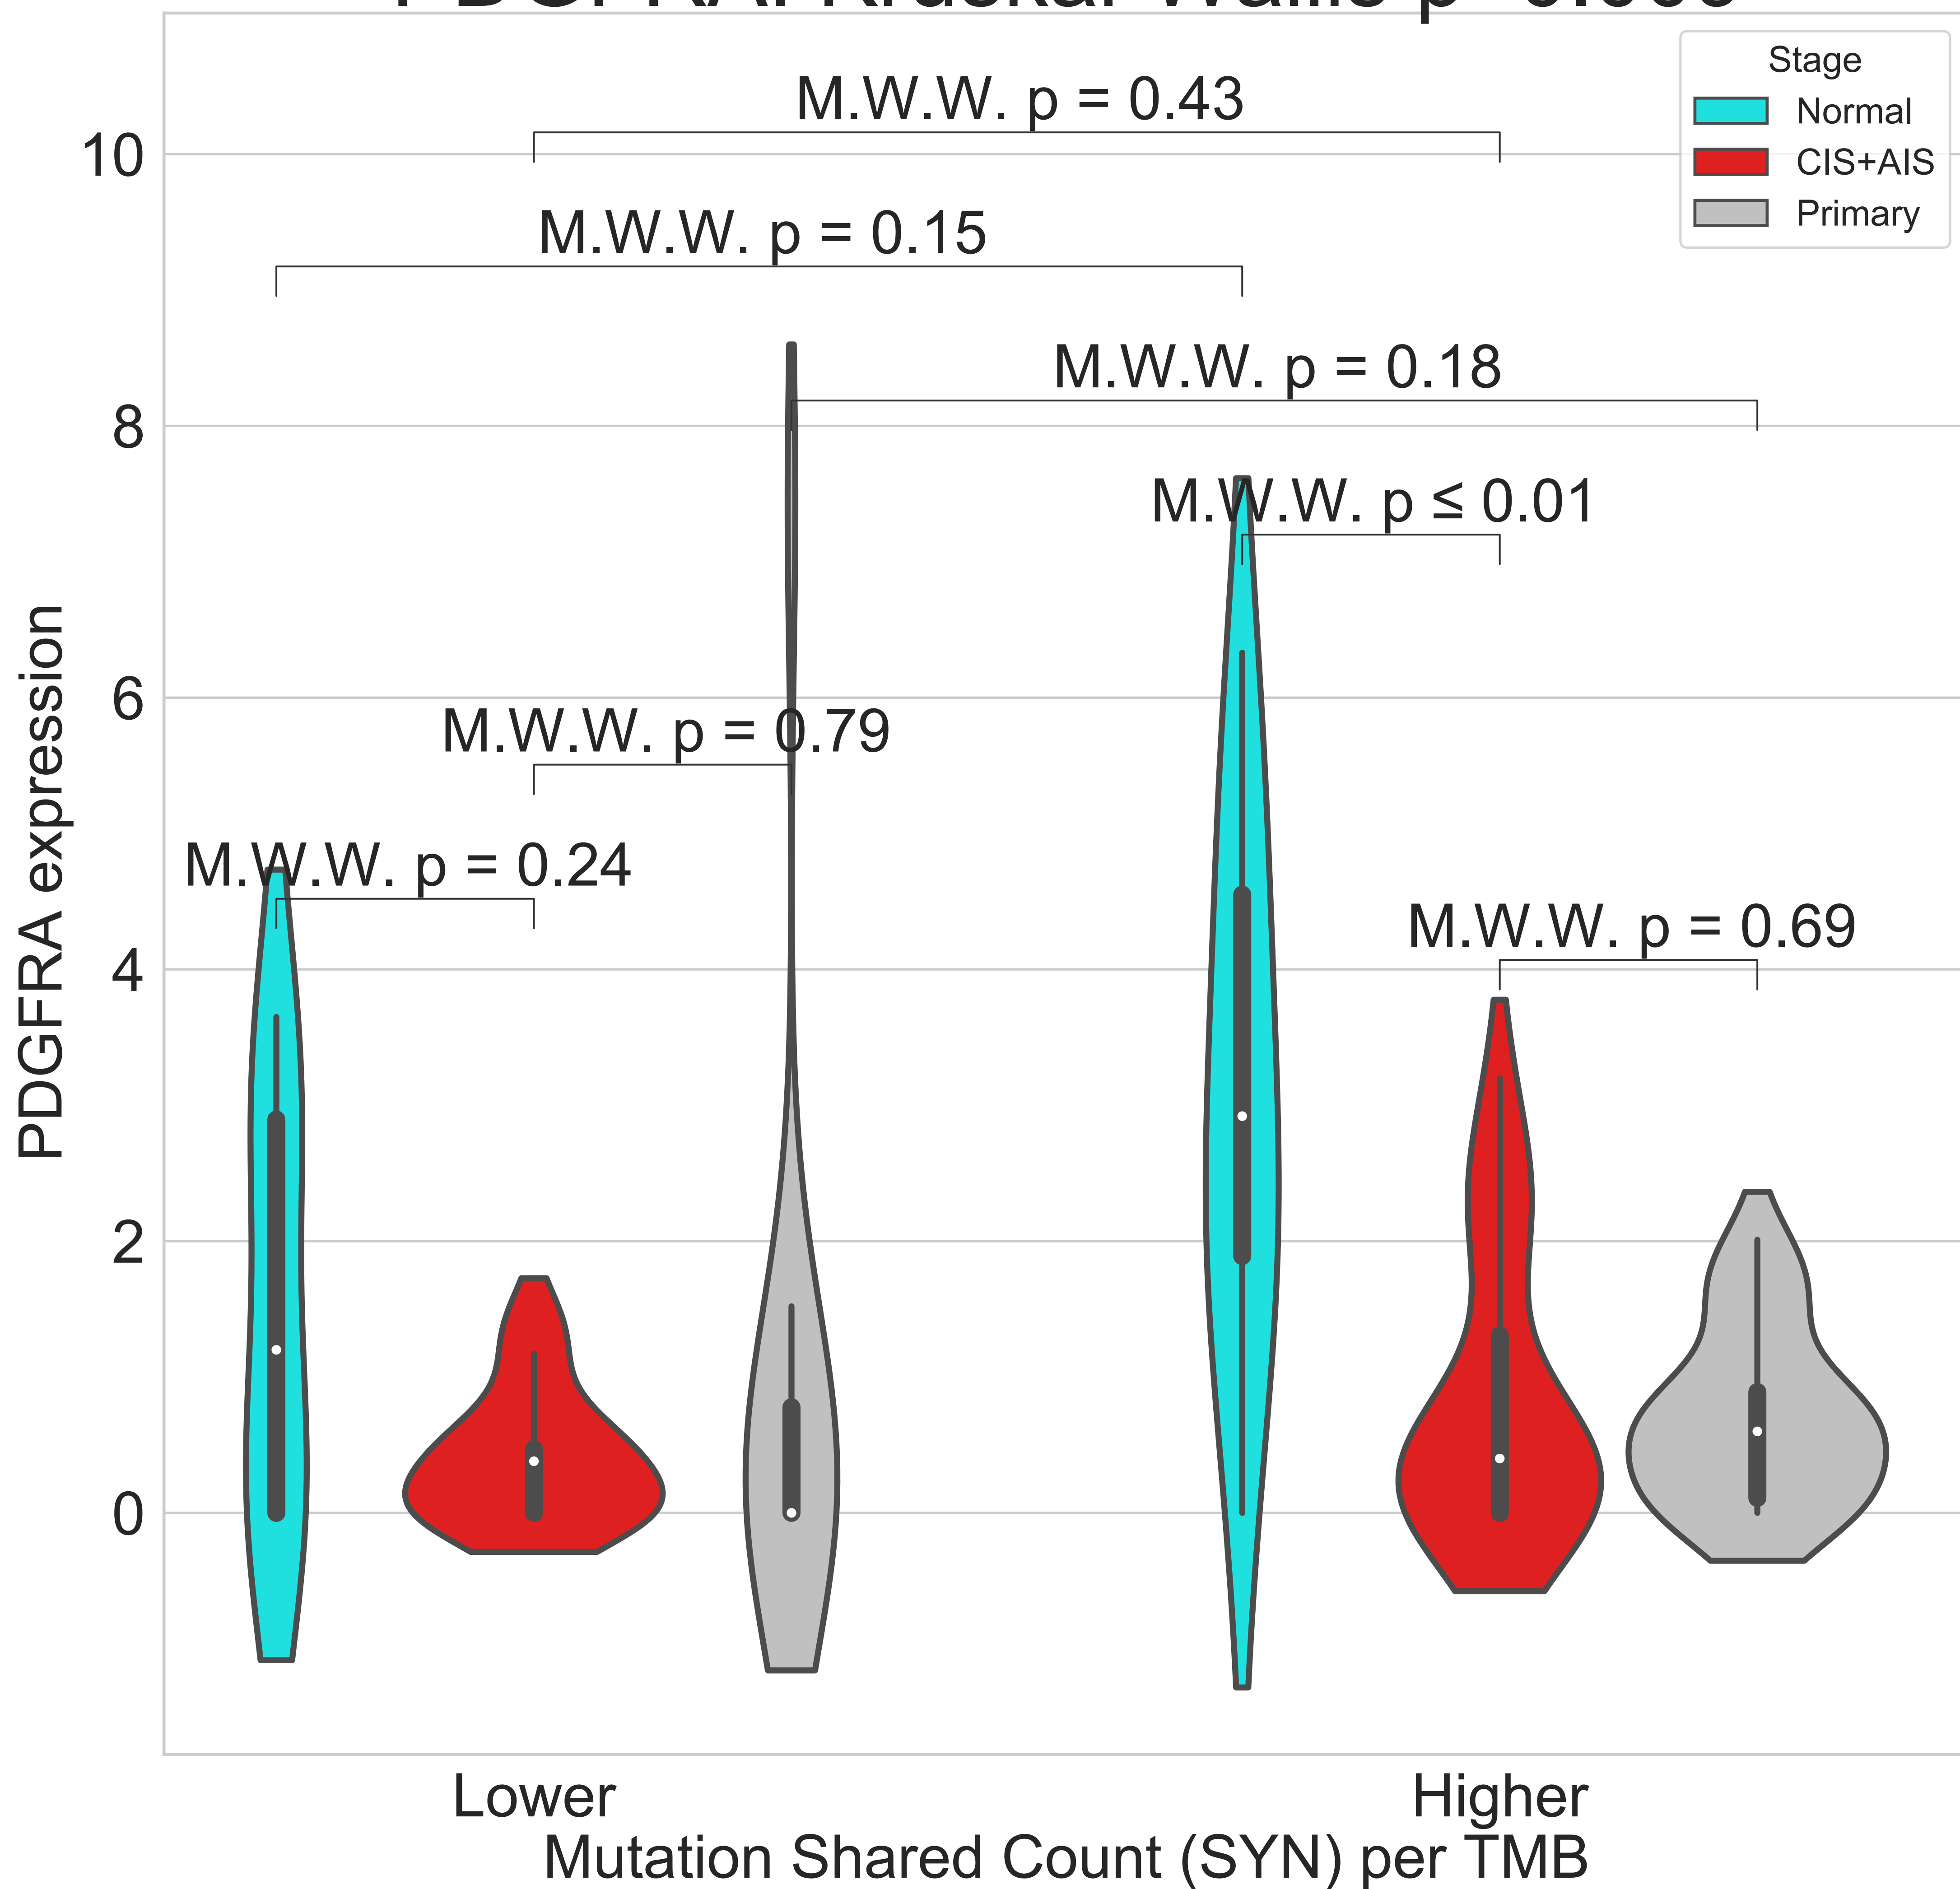 Stage
Normal
CIS+AIS
Primary
M.W.W. p = 0.43
10
M.W.W. p = 0.15
M.W.W. p = 0.18
8
M.W.W. p ≤ 0.01
6
M.W.W. p = 0.79
M.W.W. p = 0.24
M.W.W. p = 0.69
4
2
0
PDGFRA expression
Lower
Higher
Mutation Shared Count (SYN) per TMB